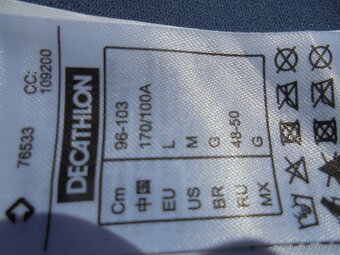 CC:
109200
76533
DECATHLON
Cm 96-103
中国 170/100A
EU L
US M
BR G
RU 48-50
MX G